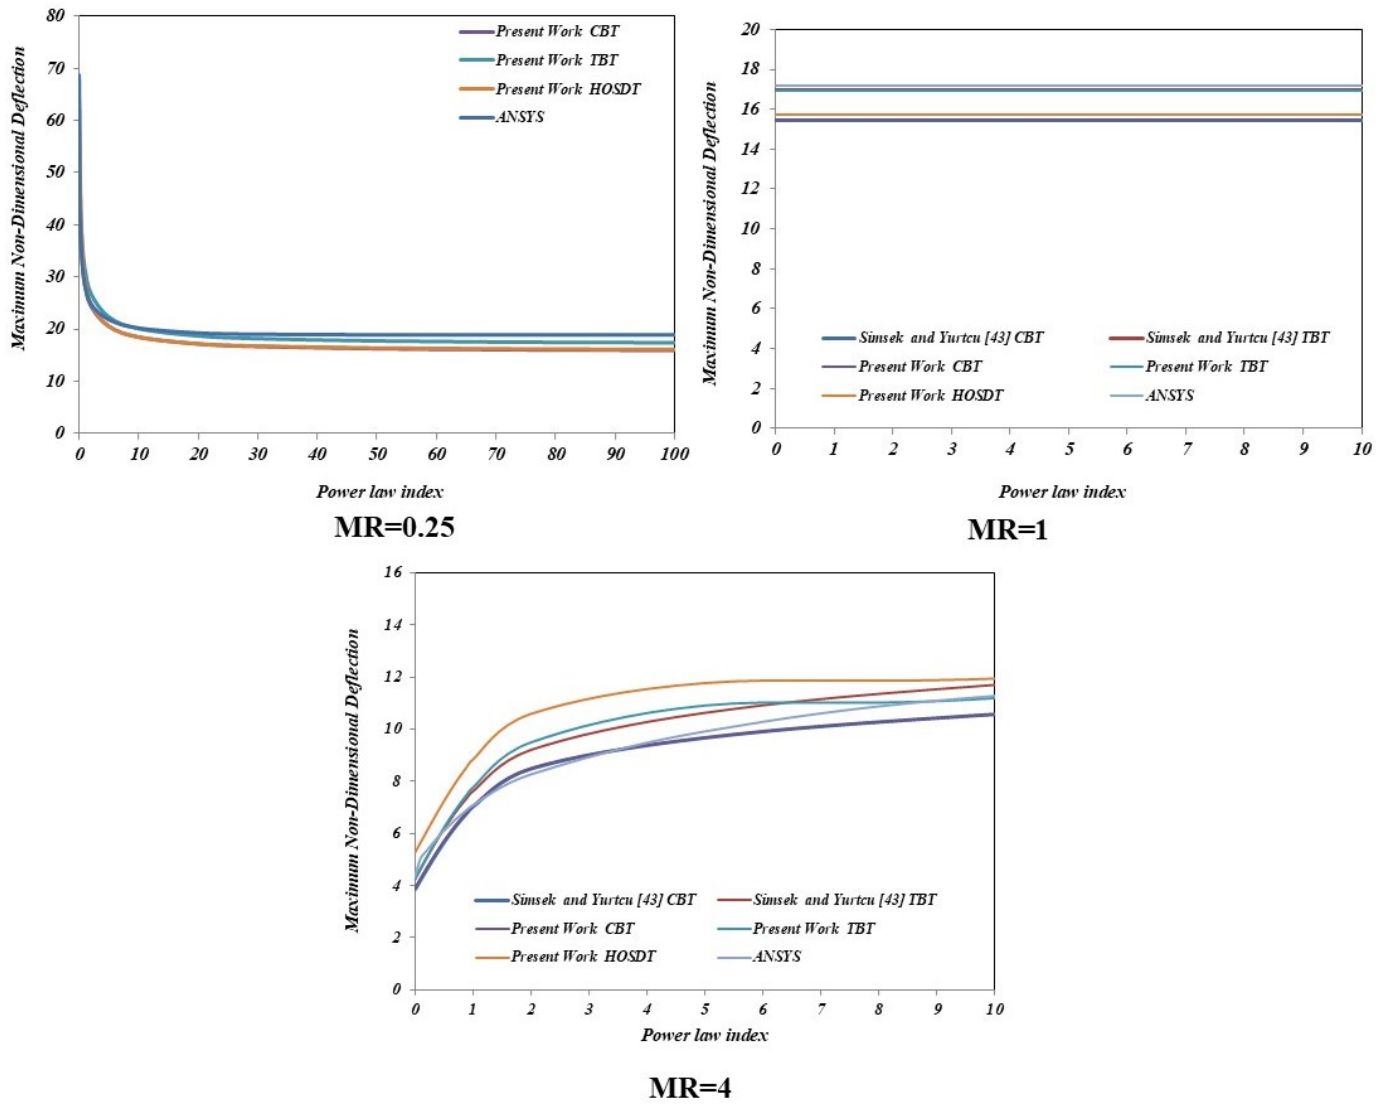 Maximum Non-Dimensional Deflection
80
70
60
50
40
30
20
10
0
Present Work CBT
Present Work TBT
Present Work HOSDT
ANSYS
0 10 20 30 40 50 60 70 80 90 100
Power law index
MR=0.25
Maximum Non-Dimensional Deflection
20
18
16
14
12
10
8
6
4
2
0
Simsek and Yurtcu [43] CBT Simsek and Yurtcu [43] TBT
Present Work CBT Present Work TBT
Present Work HOSDT ANSYS
0 1 2 3 4 5 6 7 8 9 10
Power law index
MR=1
Maximum Non-Dimensional Deflection
16
14
12
10
8
6
4
2
0
Simsek and Yurtcu [43] CBT Simsek and Yurtcu [43] TBT
Present Work CBT Present Work TBT
Present Work HOSDT ANSYS
0 1 2 3 4 5 6 7 8 9 10
Power law index
MR=4